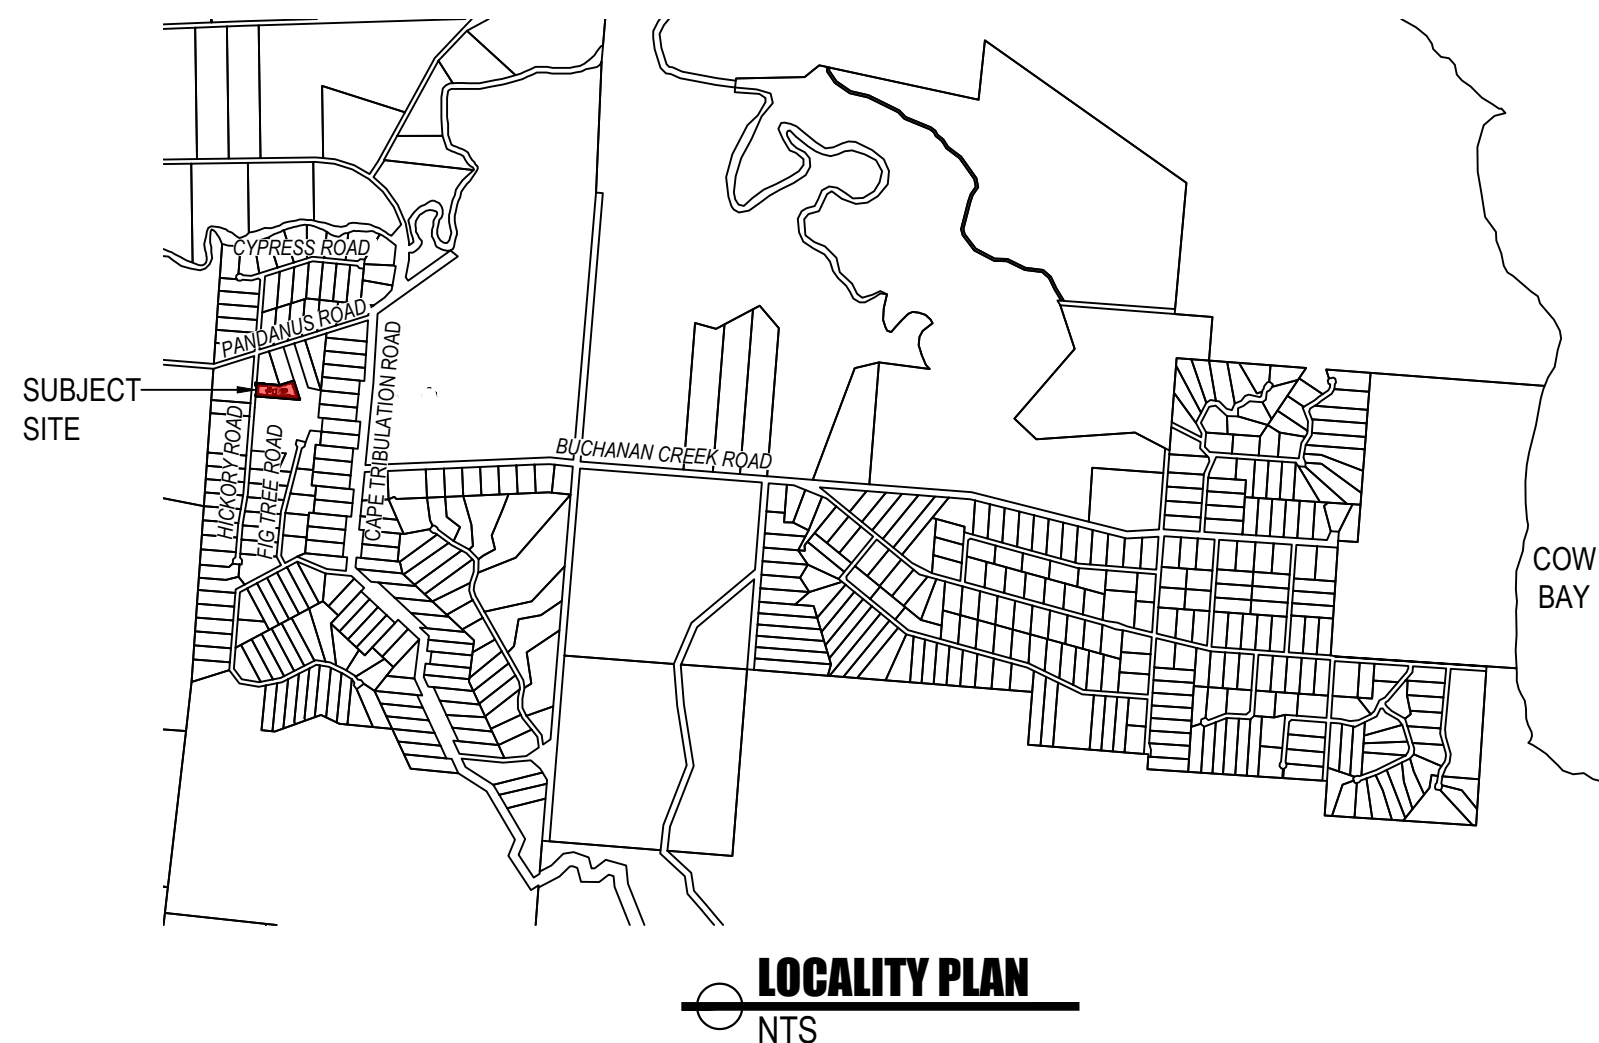 CYPRESS ROAD
PANDANUS ROAD
SUBJECT
SITE
HICKORY ROAD
FIG TREE ROAD
CAPE TRIBULATION ROAD
BUCHANAN CREEK ROAD
COW
BAY
LOCALITY PLAN
NTS